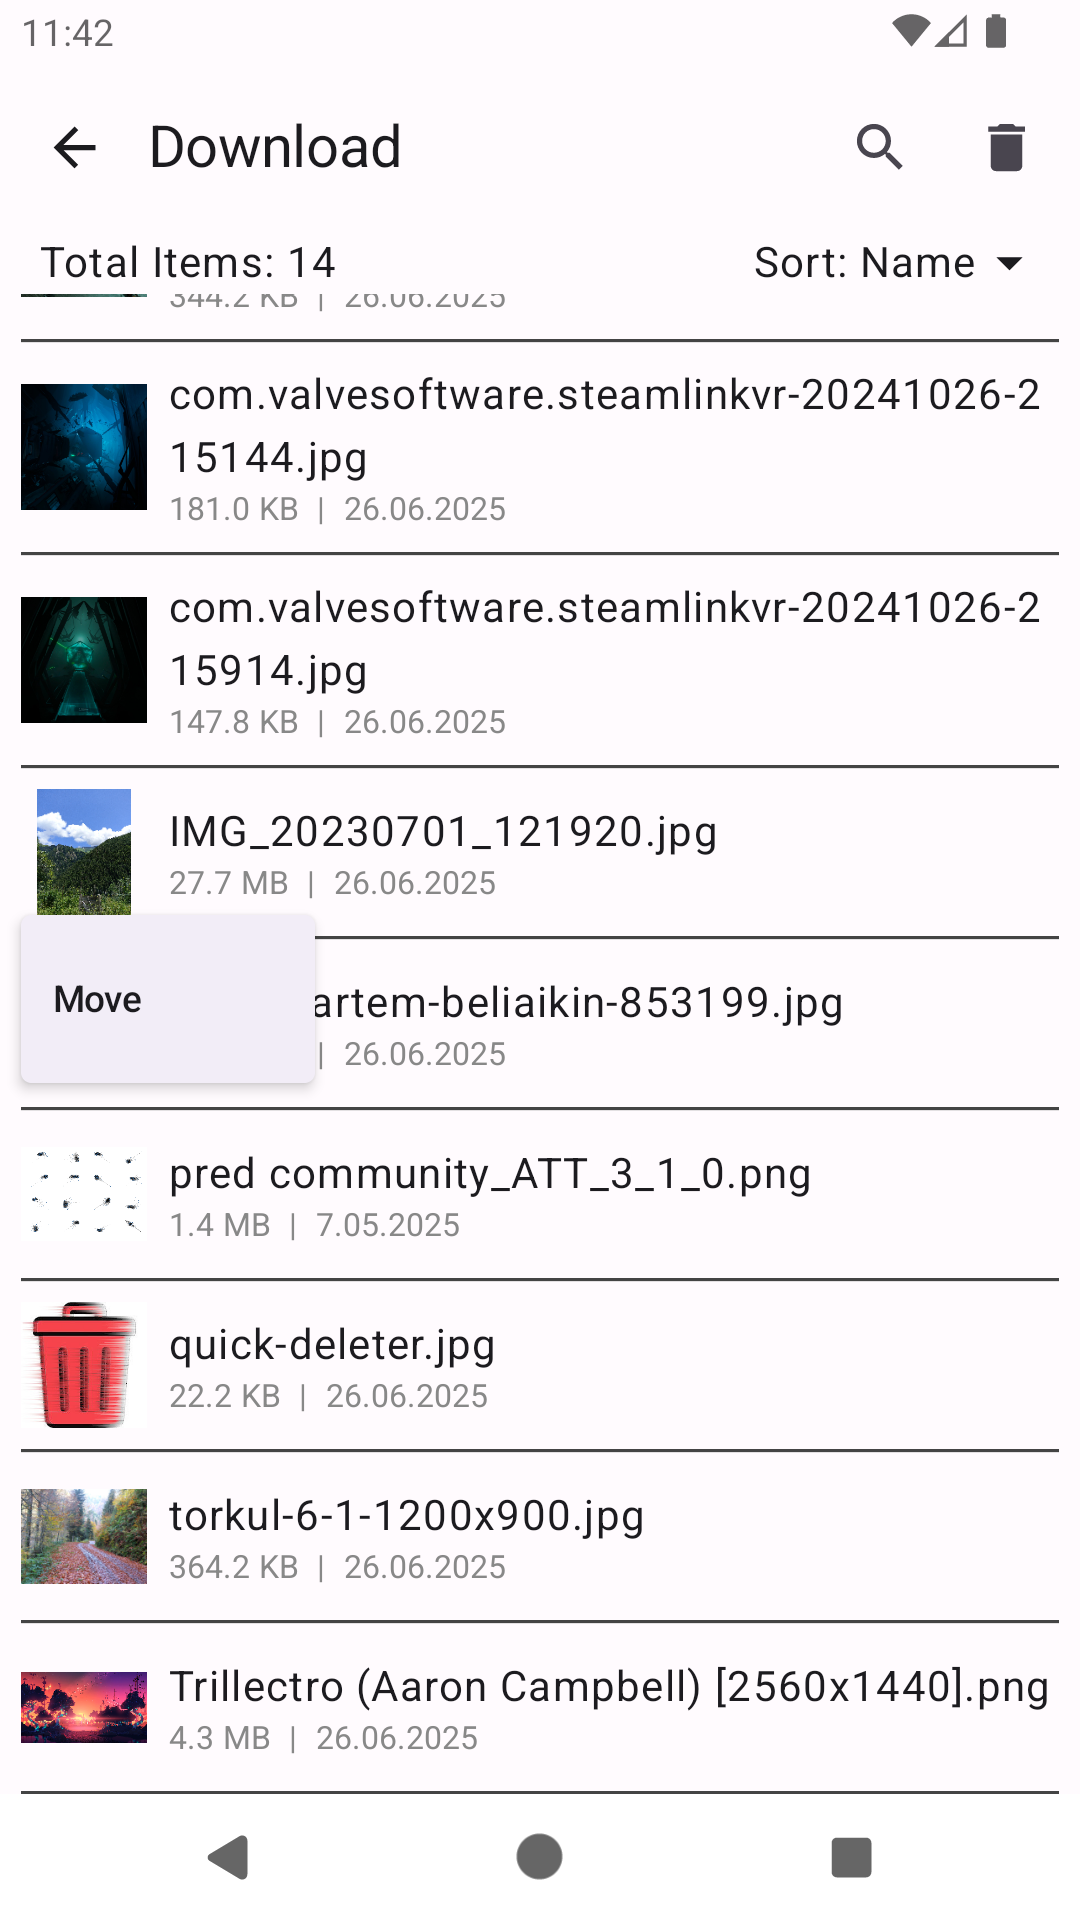 11:42
Download
Total Items: 14
Sort: Name
344.2 KB | 26.06.2025
com.valvesoftware.steamlinkvr-20241026-2
15144.jpg
181.0 KB | 26.06.2025
com.valvesoftware.steamlinkvr-20241026-2
15914.jpg
147.8 KB | 26.06.2025
IMG_20230701_121920.jpg
27.7 MB | 26.06.2025
Move
artem-beliaikin-853199.jpg
| 26.06.2025
pred community_ATT_3_1_0.png
1.4 MB | 7.05.2025
quick-deleter.jpg
22.2 KB | 26.06.2025
torkul-6-1-1200x900.jpg
364.2 KB | 26.06.2025
Trillectro (Aaron Campbell) [2560x1440].png
4.3 MB | 26.06.2025